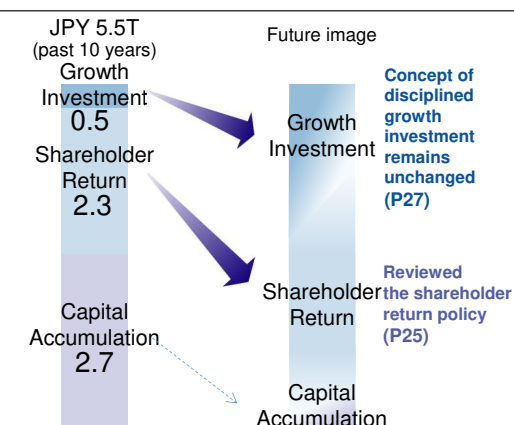 JPY 5.5T
(past 10 years)
Growth
Investment
0.5
Shareholder
Return
2.3
Capital
Accumulation
2.7
Future image
Growth
Investment
Shareholder
Return
Capital
Accumulation
Concept of
disciplined
growth
investment
remains
unchanged
(P27)
Reviewed
the shareholder
return policy
(P25)